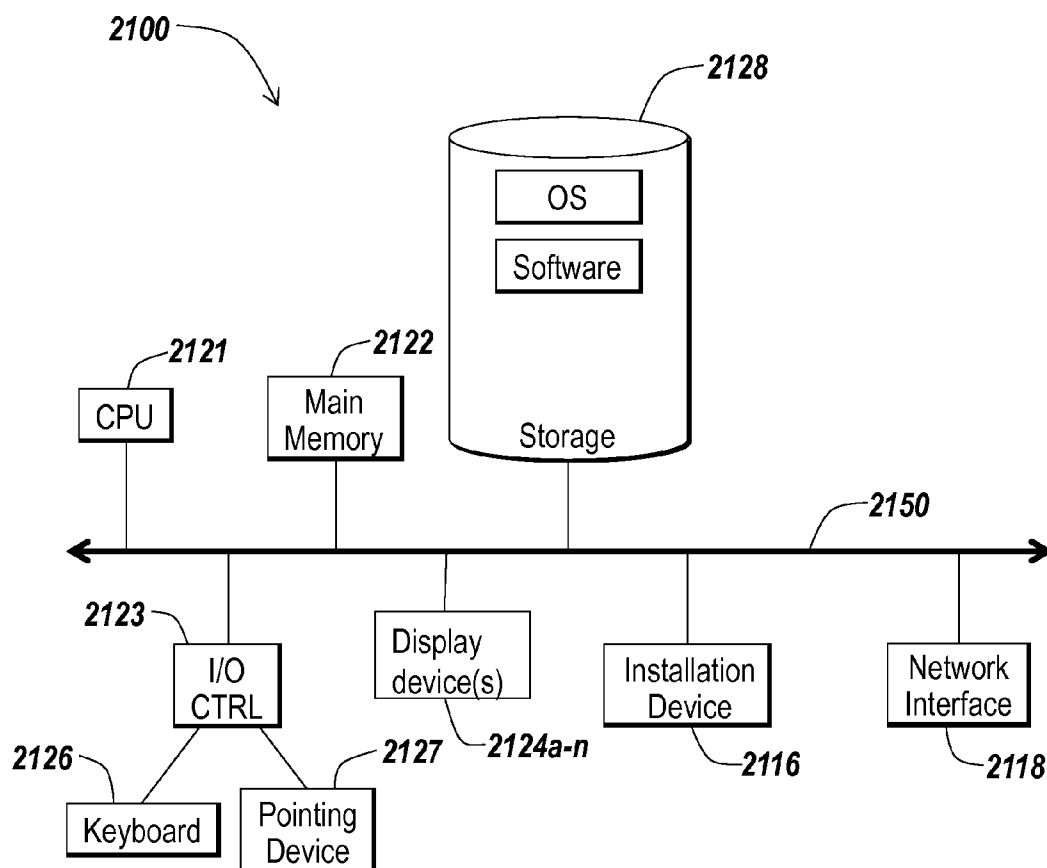 2100
2128
OS
Software
Storage
2121
CPU
2122
Main
Memory
2150
2123
I/O
CTRL
Display
device(s)
2124a-n
Installation
Device
2116
Network
Interface
2118
2126
Keyboard
2127
Pointing
Device